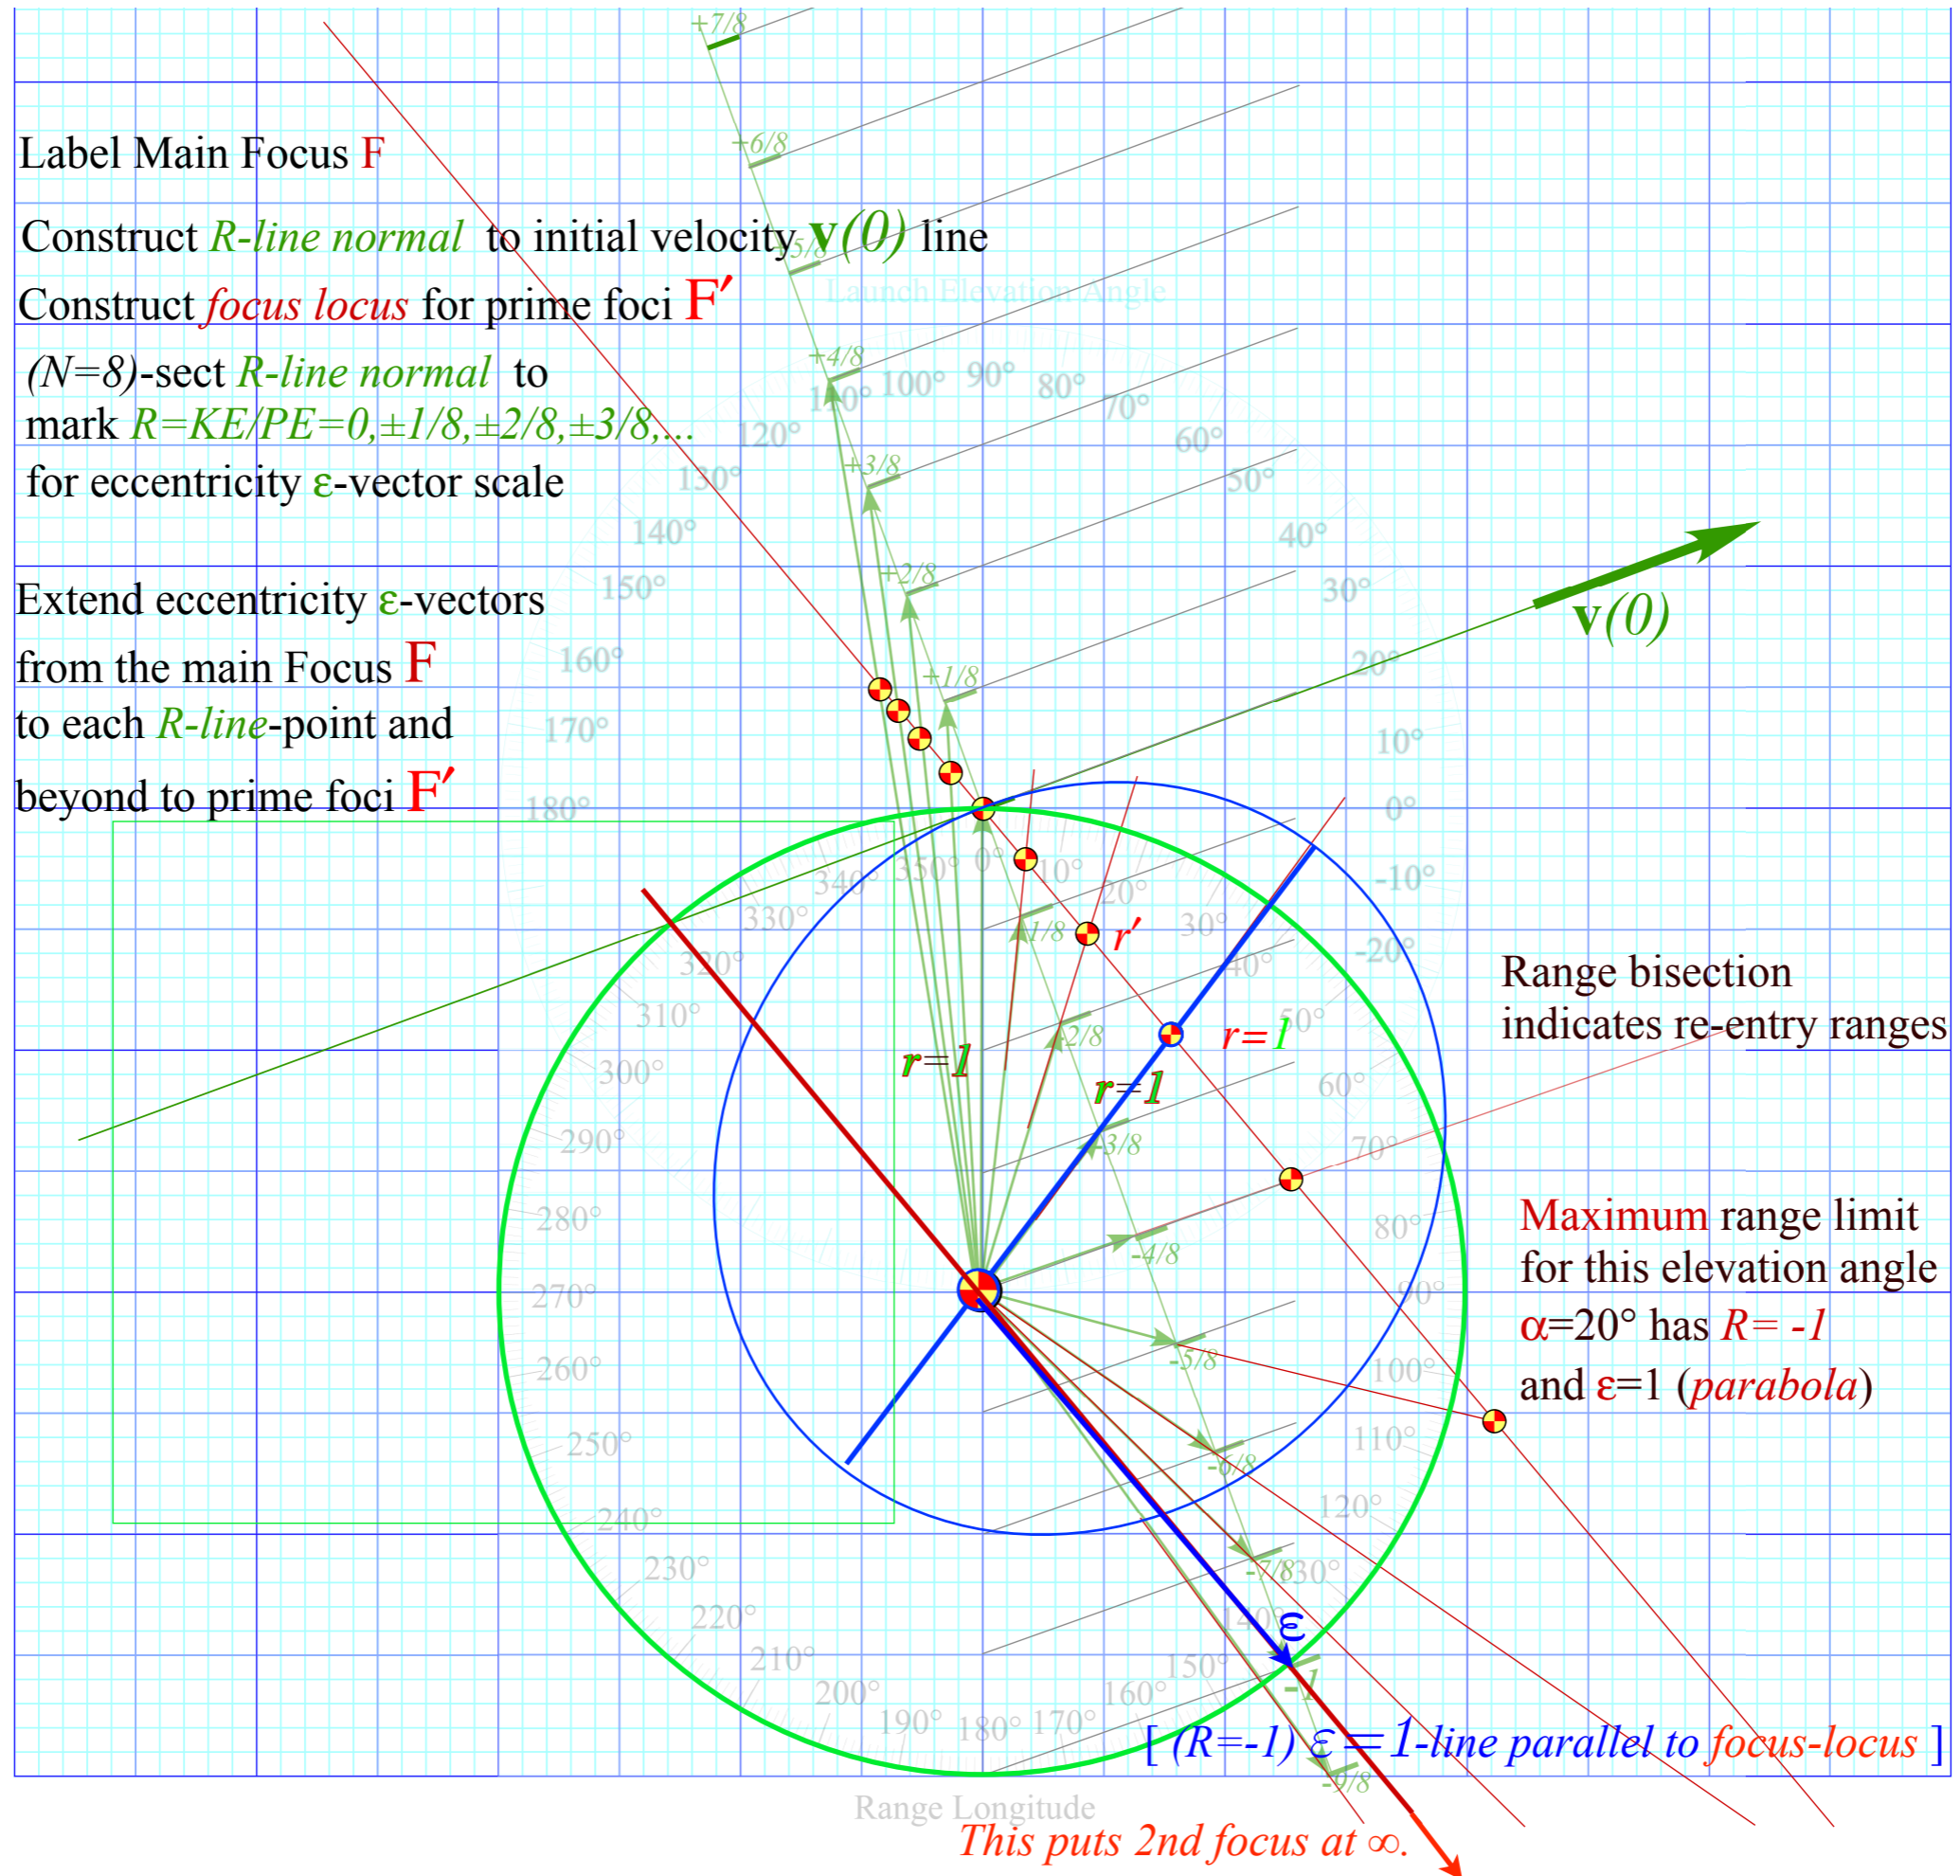 +7/8
+6/8
Label Main Focus F
Construct R-line normal to initial velocity v(0) line
+5/8
Launch Elevation Angle
Construct focus locus for prime foci F′
(N=8)-sect R-line normal to
mark R=KE/PE=0,±1/8,±2/8,±3/8,...
for eccentricity ε-vector scale
+4/8
110° 100° 90° 80° 70°
120° 60°
+3/8
130° 50°
140° 40°
+2/8
150° 30°
Extend eccentricity ε-vectors
from the main Focus F
to each R-line-point and
beyond to prime foci F′
v(0)
160° 20°
+1/8
170° 10°
180° 0°
340° 350° 0° 10° 20°
-10°
330° 30°
-1/8
r′
320° 40°
-20°
Range bisection
indicates re-entry ranges
310° 50°
-2/8
r=1
r=1
r=1
300° 60°
290° 70°
-3/8
280° 80°
-4/8
Maximum range limit
for this elevation angle
α=20° has R= -1
and ε=1 (parabola)
270° 90°
-5/8
260° 100°
250° 110°
-6/8
240° 120°
230° 130°
-7/8
220° 140°
ε
210° 150°
-1
200° 160°
190° 180° 170°
[ (R=-1) ε=1-line parallel to focus-locus ]
-9/8
Range Longitude
This puts 2nd focus at ∞.